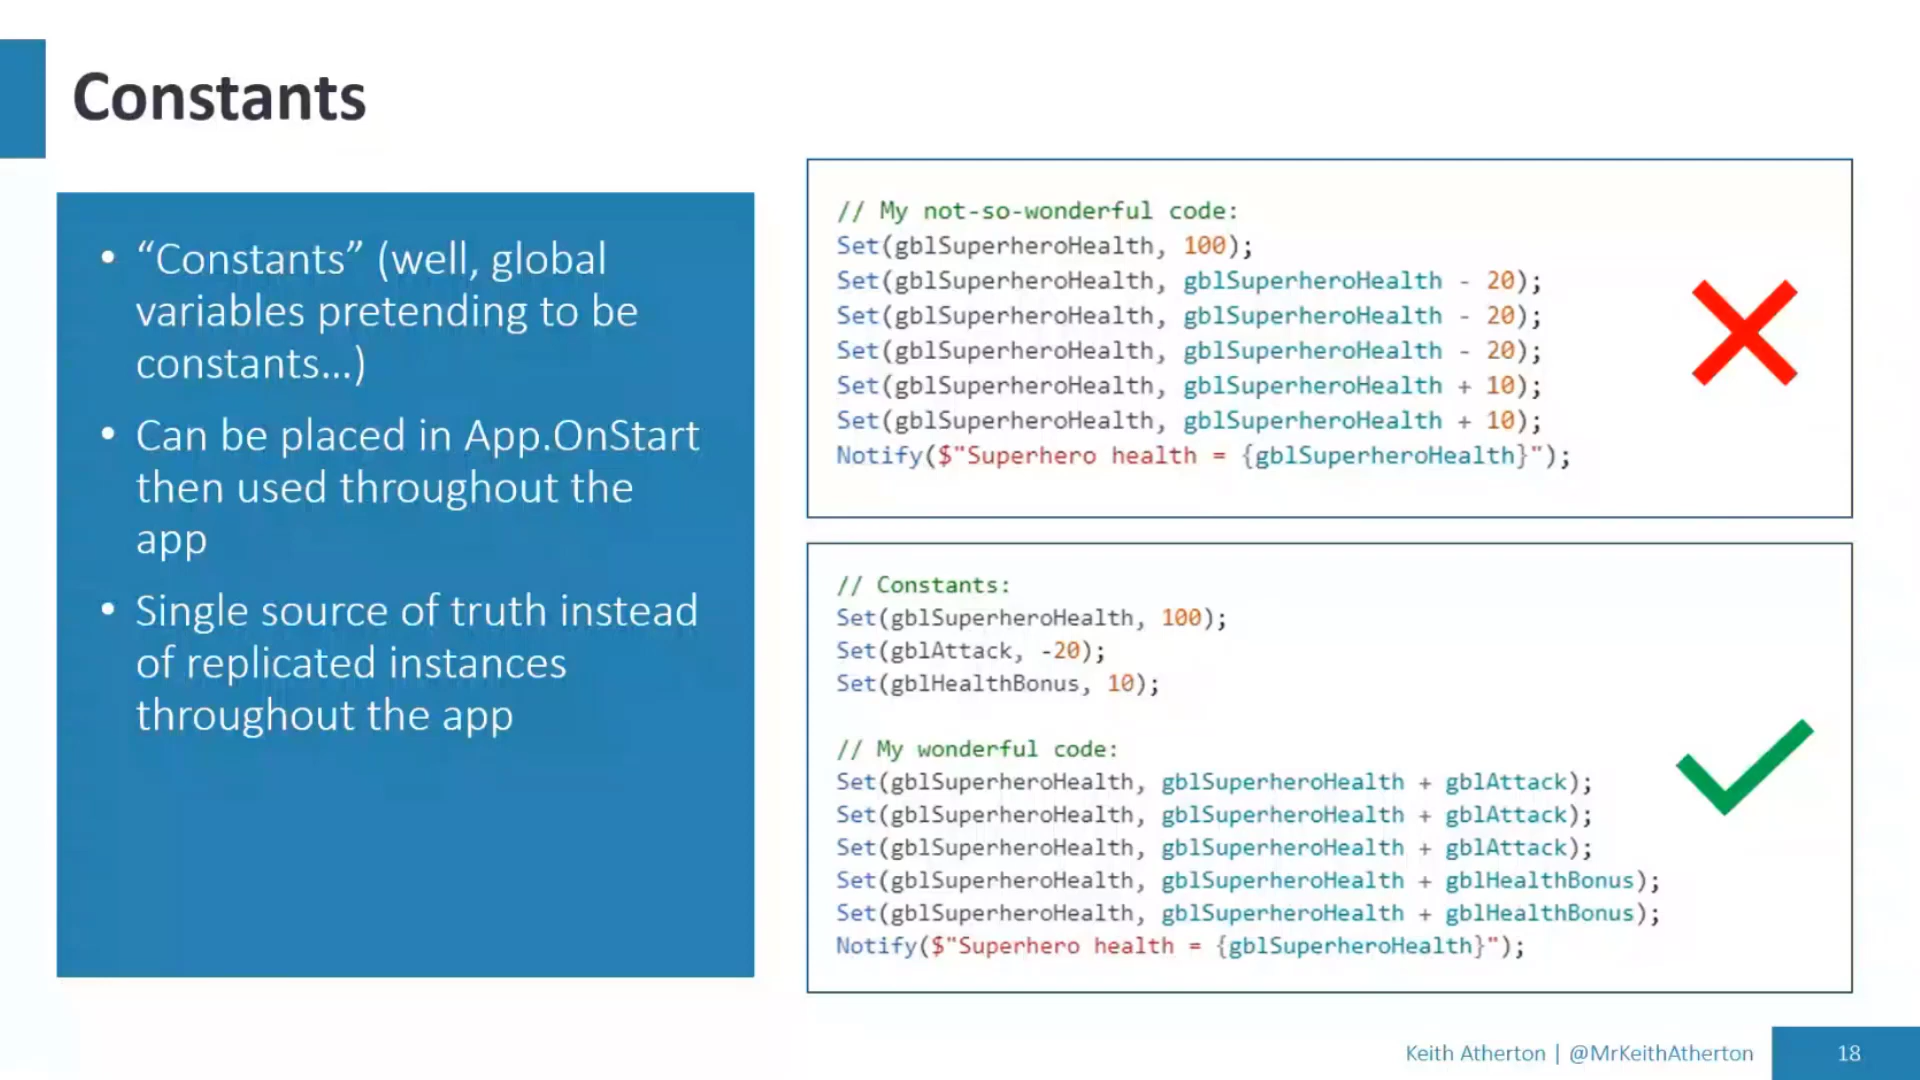 Constants
• “Constants” (well, global
variables pretending to be
constants...)
• Can be placed in App.OnStart
then used throughout the
app
• Single source of truth instead
of replicated instances
throughout the app
// My not-so-wonderful code:
Set(gblSuperheroHealth, 100);
Set(gblSuperheroHealth, gblSuperheroHealth - 20);
Set(gblSuperheroHealth, gblSuperheroHealth - 20);
Set(gblSuperheroHealth, gblSuperheroHealth - 20);
Set(gblSuperheroHealth, gblSuperheroHealth + 10);
Set(gblSuperheroHealth, gblSuperheroHealth + 10);
Notify($"Superhero health = {gblSuperheroHealth}");
// Constants:
Set(gblSuperheroHealth, 100);
Set(gblAttack, -20);
Set(gblHealthBonus, 10);
// My wonderful code:
Set(gblSuperheroHealth, gblSuperheroHealth + gblAttack);
Set(gblSuperheroHealth, gblSuperheroHealth + gblAttack);
Set(gblSuperheroHealth, gblSuperheroHealth + gblAttack);
Set(gblSuperheroHealth, gblSuperheroHealth + gblHealthBonus);
Set(gblSuperheroHealth, gblSuperheroHealth + gblHealthBonus);
Notify($"Superhero health = {gblSuperheroHealth}");
Keith Atherton | @MrKeithAtherton
18